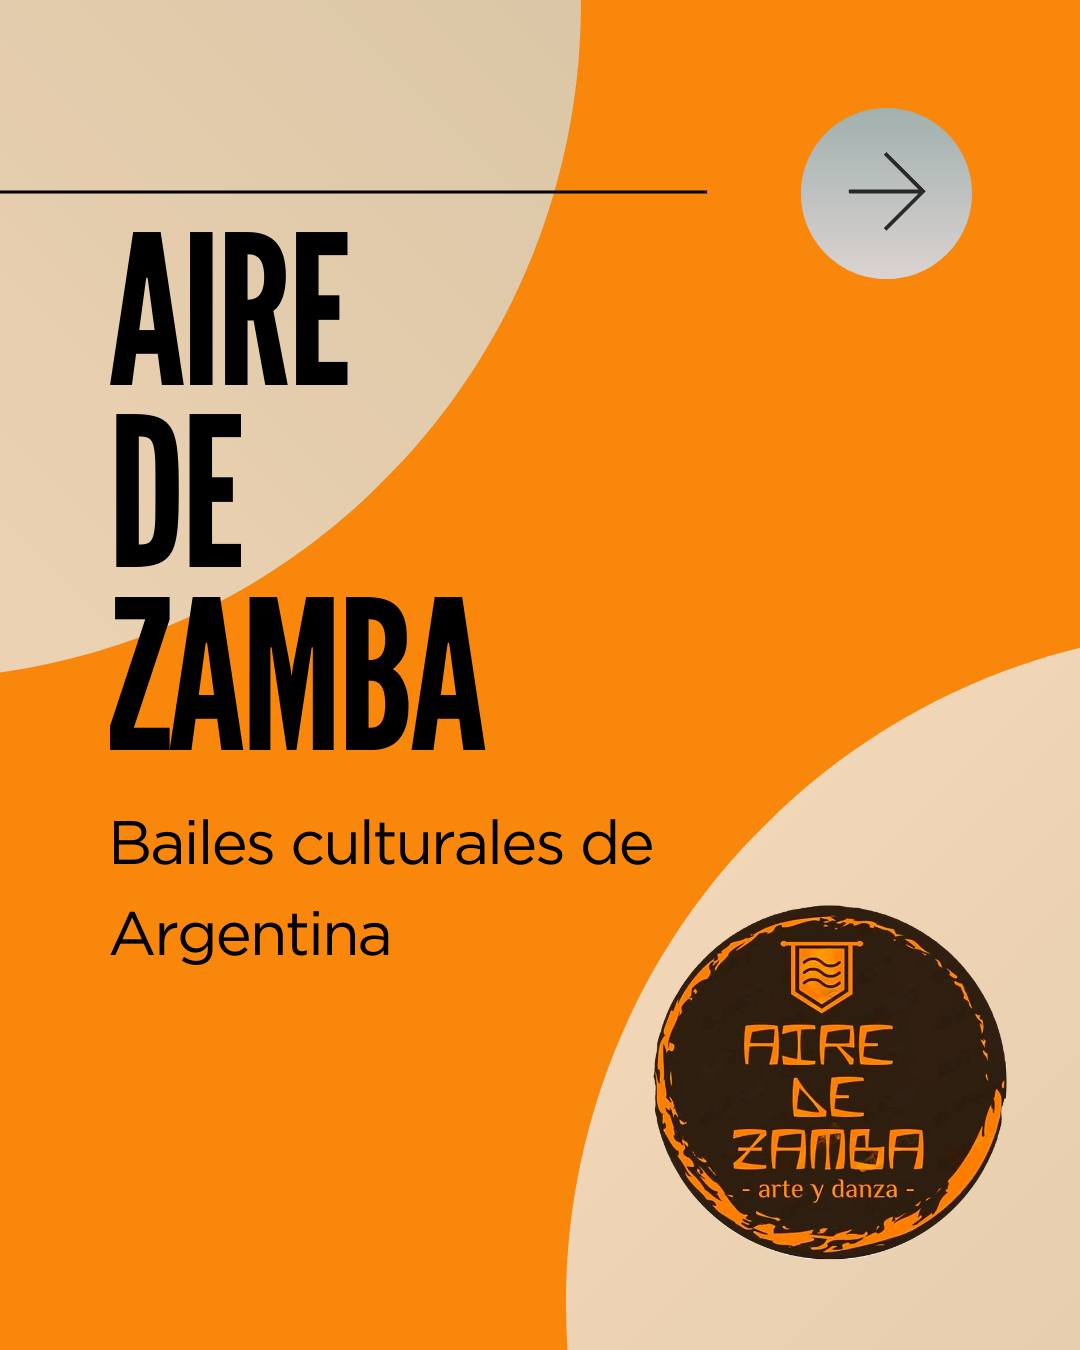 AIRE
DE
ZAMBA
Bailes culturales de
Argentina
AIRE
DE
ZAMBA
- arte y danza -